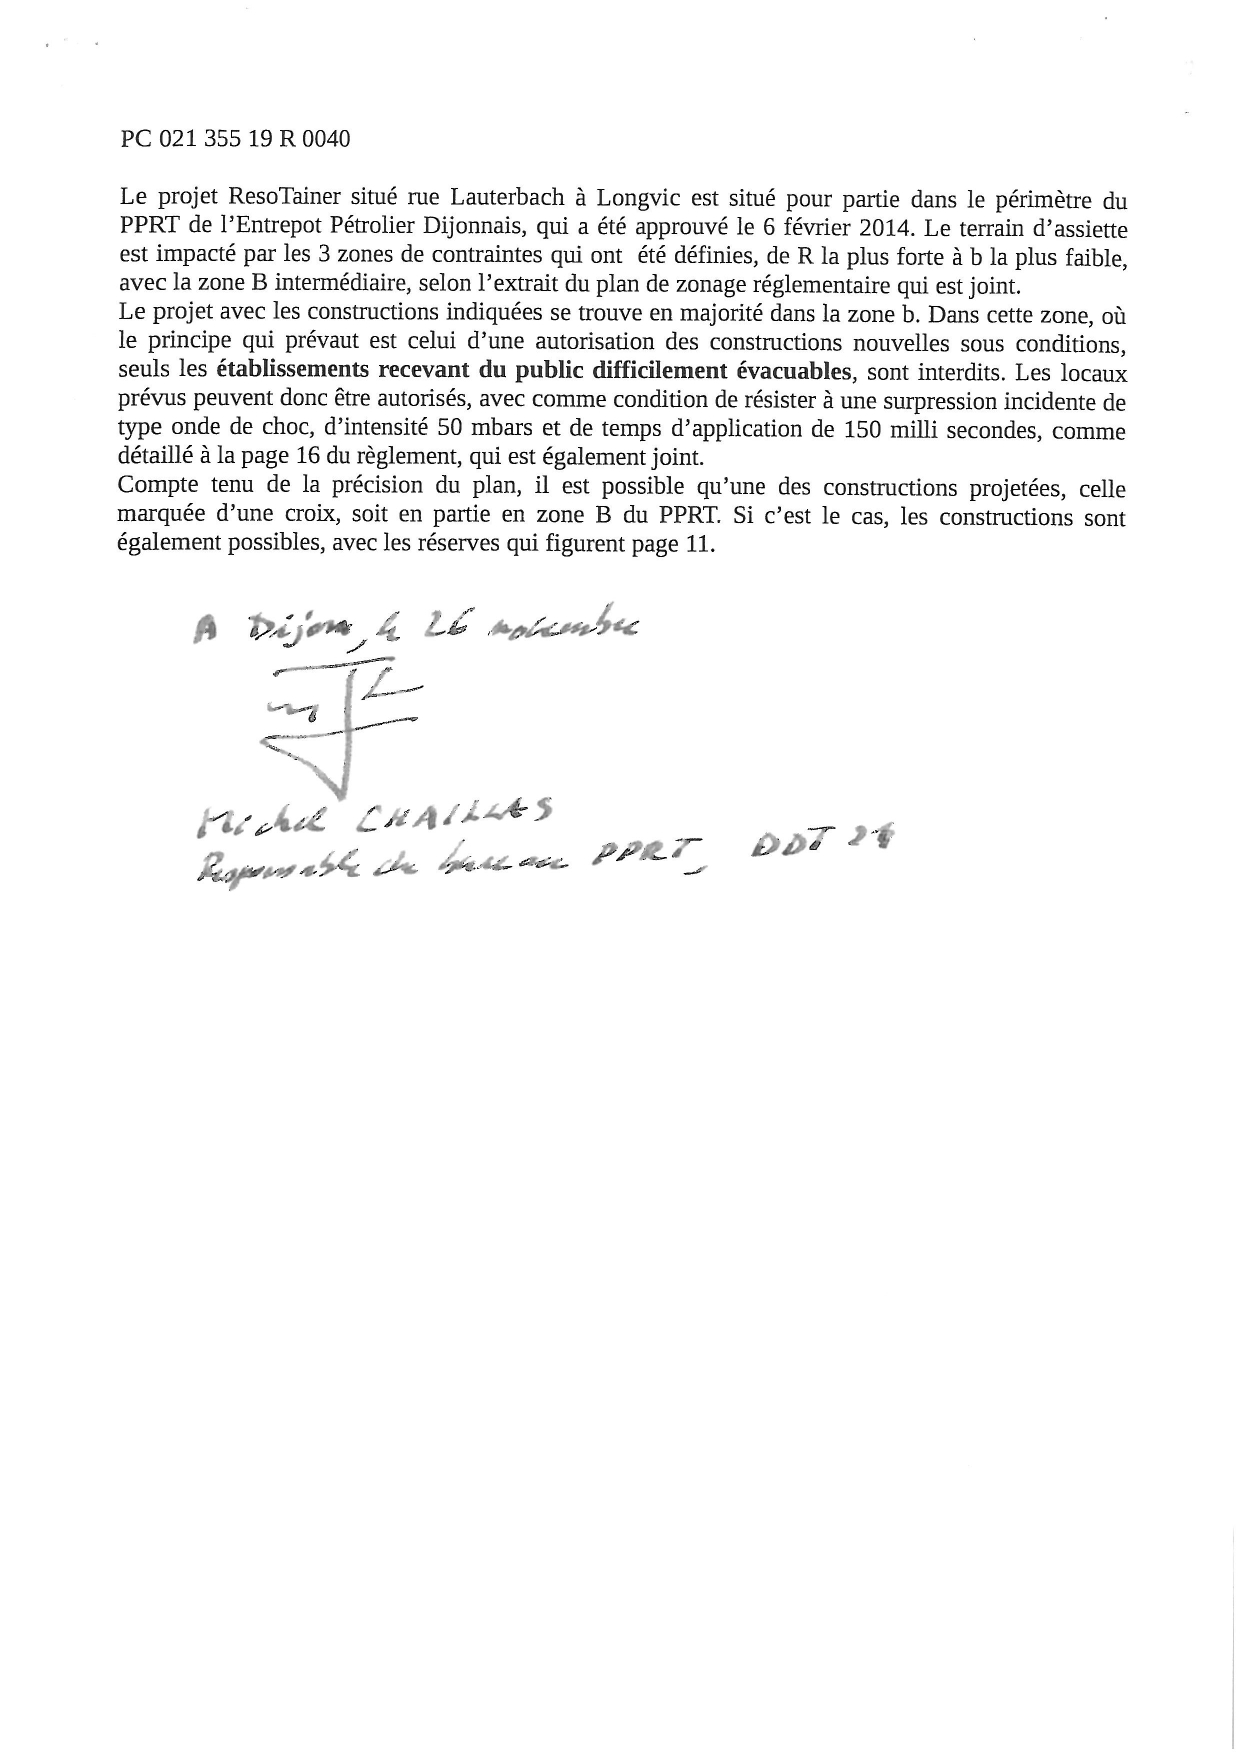 PC 021 355 19 R 0040
Le projet ResoTainer situé rue Lauterbach à Longvic est situé pour partie dans le périmètre du
PPRT de l'Entrepot Pétrolier Dijonnais, qui a été approuvé le 6 février 2014. Le terrain d'assiette
est impacté par les 3 zones de contraintes qui ont été définies, de R la plus forte à b la plus faible,
avec la zone B intermédiaire, selon l'extrait du plan de zonage réglementaire qui est joint.
Le projet avec les constructions indiquées se trouve en majorité dans la zone b. Dans cette zone, où
le principe qui prévaut est celui d'une autorisation des constructions nouvelles sous conditions,
seuls les établissements recevant du public difficilement évacuables, sont interdits. Les locaux
prévus peuvent donc être autorisés, avec comme condition de résister à une surpression incidente de
type onde de choc, d'intensité 50 mbars et de temps d'application de 150 milli secondes, comme
détaillé à la page 16 du règlement, qui est également joint.
Compte tenu de la précision du plan, il est possible qu'une des constructions projetées, celle
marquée d'une croix, soit en partie en zone B du PPRT. Si c'est le cas, les constructions sont
également possibles, avec les réserves qui figurent page 11.
A Dijon, le 26 novembre
Michel CHAILLAS
Responsable du bureau PPRT, DDT 21